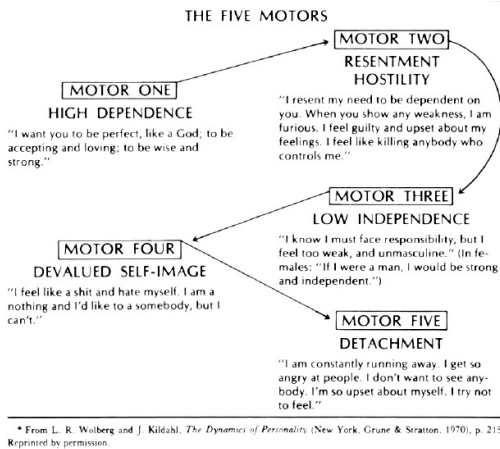 THE FIVE MOTORS
MOTOR TWO
RESENTMENT
HOSTILITY
"I resent my need to be dependent on
you. When you show any weakness, I am
furious. I feel guilty and upset about my
feelings. I feel like killing anybody who
controls me."
MOTOR ONE
HIGH DEPENDENCE
"I want you to be perfect, like a God; to be
accepting and loving; to be wise and
strong."
MOTOR THREE
LOW INDEPENDENCE
"I know I must face responsibility, but I
feel too weak, and unmasculine." (In fe-
males: "If I were a man, I would be strong
and independent.")
MOTOR FOUR
DEVALUED SELF-IMAGE
"I feel like a shit and hate myself. I am a
nothing and I'd like to a somebody, but I
can't."
MOTOR FIVE
DETACHMENT
"I am constantly running away. I get so
angry at people. I don't want to see any-
body. I'm so upset about myself, I try not
to feel."
* From L. R. Wolberg and J. Kildahl, The Dynamics of Personality (New York, Grune & Stratton, 1970), p. 215
Reprinted by permission.